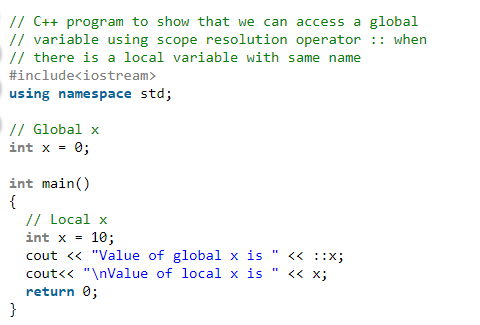 // C++ program to show that we can access a global
// variable using scope resolution operator :: when
// there is a local variable with same name
#include<iostream>
using namespace std;
// Global x
int x = 0;
int main()
{
// Local x
int x = 10;
cout << "Value of global x is " << ::x;
cout<< "\nValue of local x is " << x;
return 0;
}